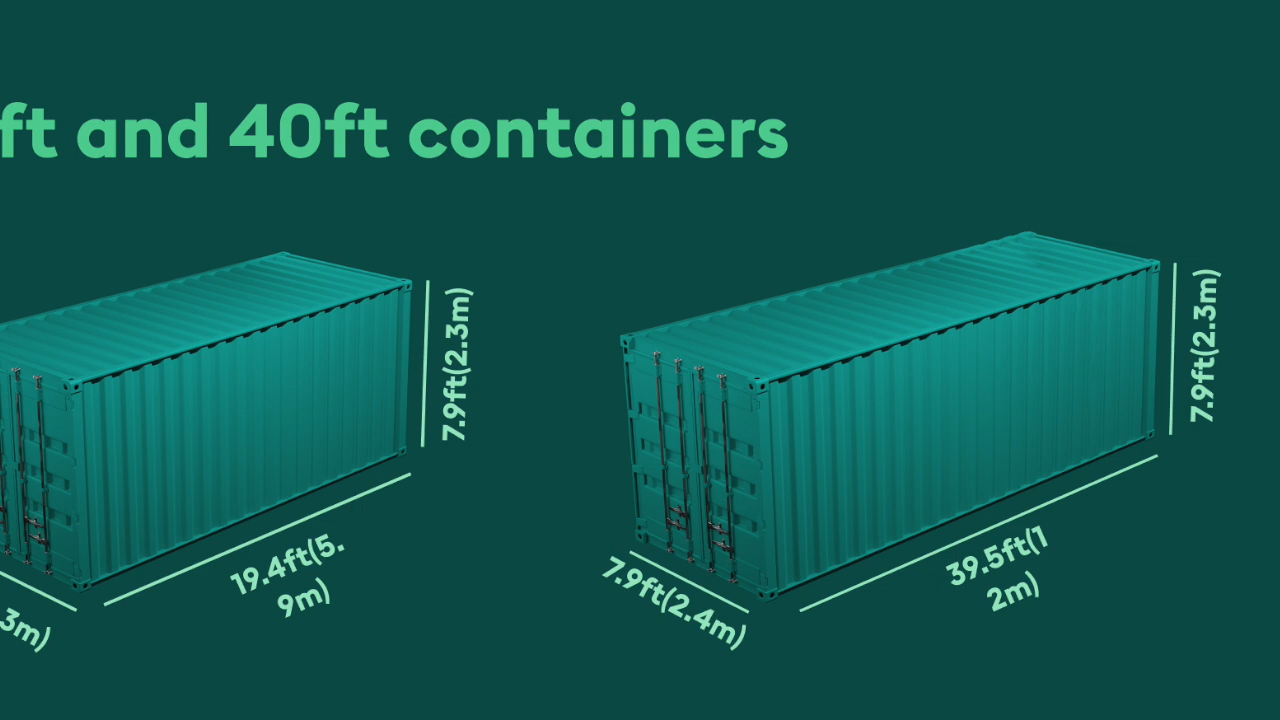 ft and 40ft containers
7.9ft(2.3m)
19.4ft(5.
9m)
3m)
7.9ft(2.3m)
39.5ft(1
2m)
7.9ft(2.4m)